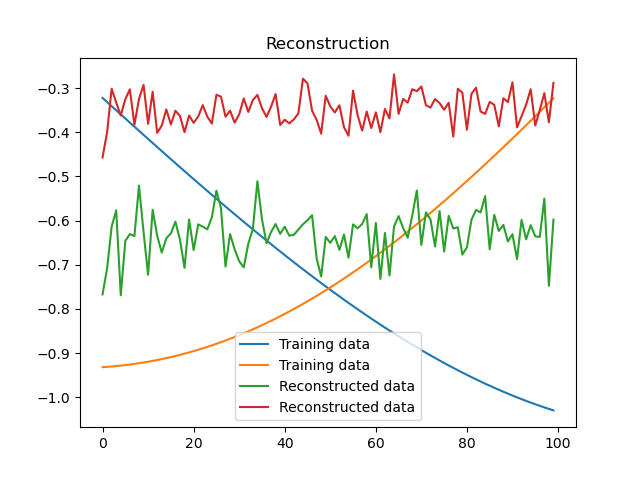 Reconstruction
−0.3
−0.4
−0.5
−0.6
−0.7
−0.8
−0.9
−1.0
Training data
Training data
Reconstructed data
Reconstructed data
0 20 40 60 80 100